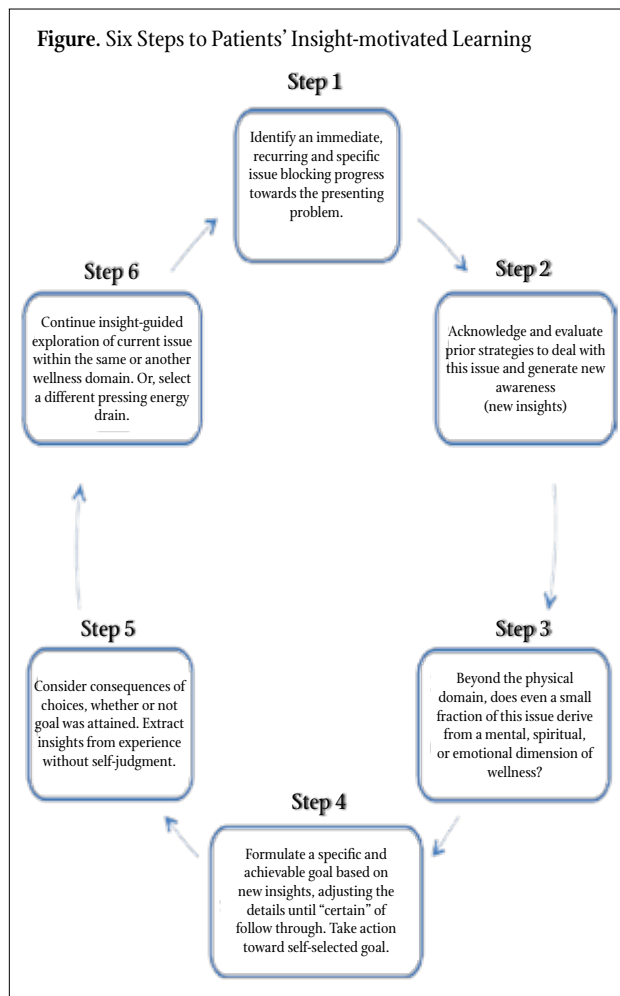 Figure. Six Steps to Patients' Insight-motivated Learning
Step 1
Identify an immediate,
recurring and specific
issue blocking progress
towards the presenting
problem.
Step 2
Acknowledge and evaluate
prior strategies to deal with
this issue and generate new
awareness
(new insights)
Step 3
Beyond the physical
domain, does even a small
fraction of this issue derive
from a mental, spiritual,
or emotional dimension of
wellness?
Step 4
Formulate a specific and
achievable goal based on
new insights, adjusting the
details until “certain” of
follow through. Take action
toward self-selected goal.
Step 5
Consider consequences of
choices, whether or not
goal was attained. Extract
insights from experience
without self-judgment.
Step 6
Continue insight-guided
exploration of current issue
within the same or another
wellness domain. Or, select
a different pressing energy
drain.